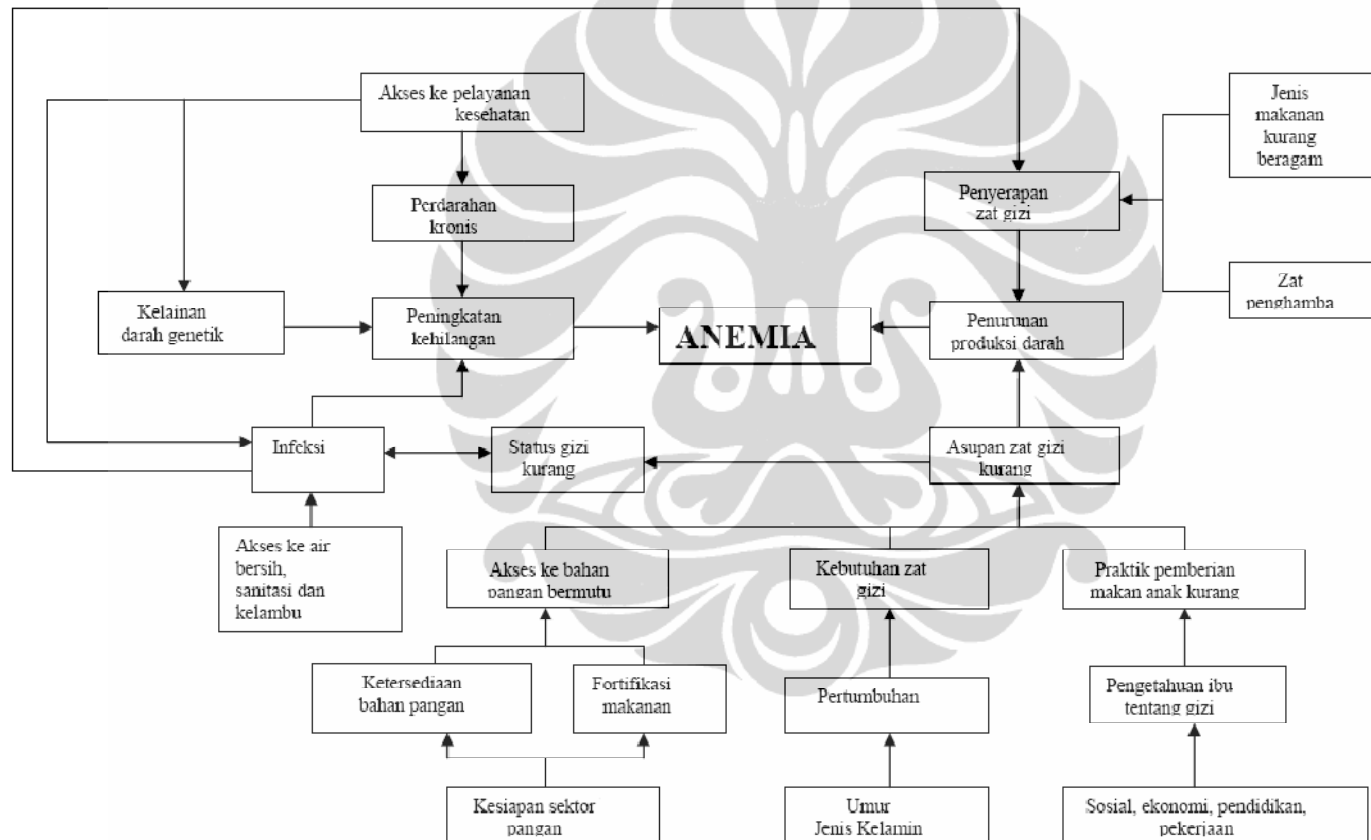 Akses ke pelayanan
kesehatan
Jenis
makanan
kurang
beragam
Perdarahan
kronis
Penyerapan
zat gizi
Zat
penghamba
Kelainan
darah genetik
Peningkatan
kehilangan
ANEMIA
Penurunan
produksi darah
Infeksi
Status gizi
kurang
Asupan zat gizi
kurang
Akses ke air
bersih,
sanitasi dan
kelambu
Akses ke bahan
pangan bermutu
Kebutuhan zat
gizi
Praktik pemberian
makan anak kurang
Ketersediaan
bahan pangan
Fortifikasi
makanan
Pertumbuhan
Pengetahuan ibu
tentang gizi
Kesiapan sektor
pangan
Umur
Jenis Kelamin
Sosial, ekonomi, pendidikan,
pekerjaan